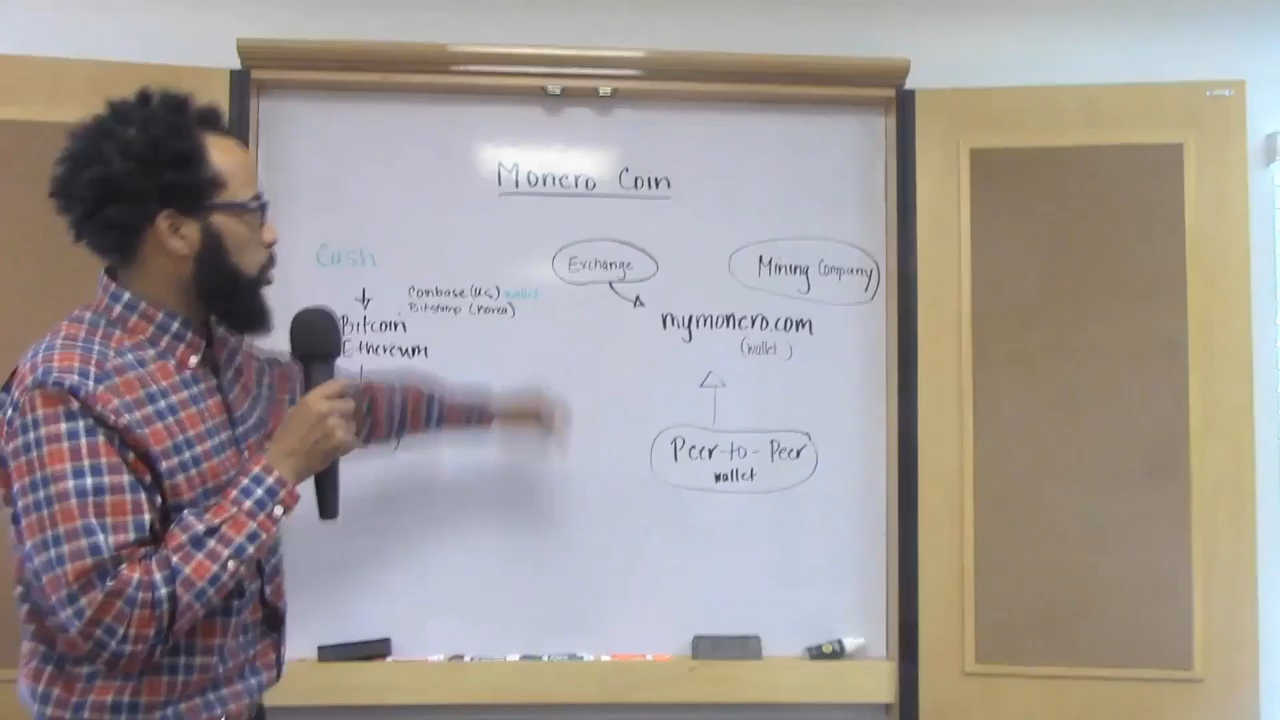 Monero Coin
Cash
Coinbase (US) wallet
Bitstamp (Korea)
Bitcoin
Ethereum
Exchange
Mining Company
mymonero.com
(wallet)
Peer-to-Peer
wallet